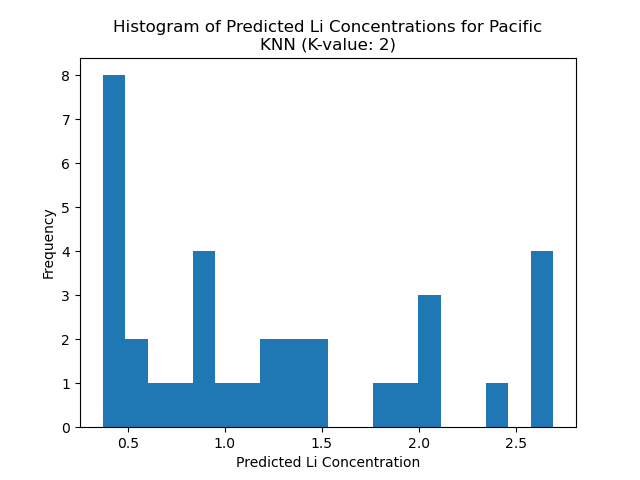 Histogram of Predicted Li Concentrations for Pacific
KNN (K-value: 2)
8
7
6
5
4
3
2
1
0
Frequency
0.5 1.0 1.5 2.0 2.5
Predicted Li Concentration